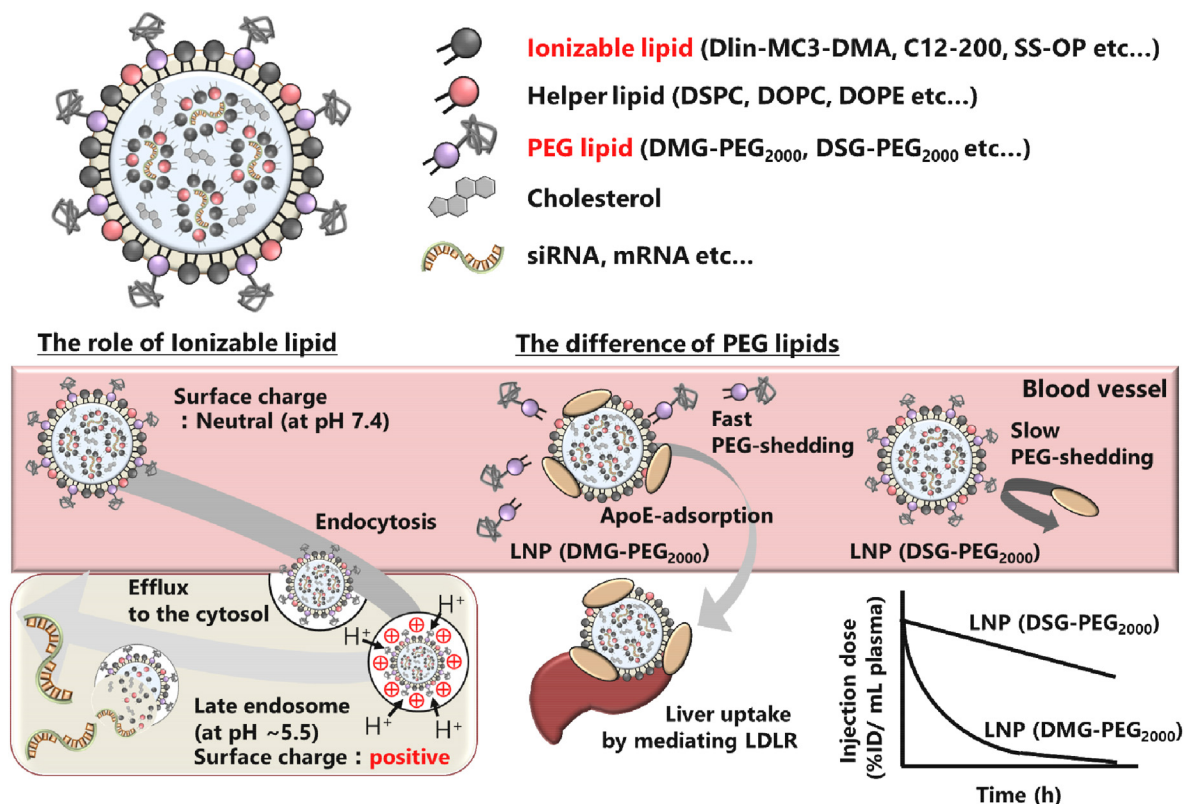 Ionizable lipid (Dlin-MC3-DMA, C12-200, SS-OP etc...)
Helper lipid (DSPC, DOPC, DOPE etc...)
PEG lipid (DMG-PEG₂₀₀₀, DSG-PEG₂₀₀₀ etc...)
Cholesterol
siRNA, mRNA etc...
The role of Ionizable lipid
Surface charge
: Neutral (at pH 7.4)
Endocytosis
Efflux
to the cytosol
H⁺
H⁺
H⁺
H⁺
Late endosome
(at pH ~5.5)
Surface charge : positive
The difference of PEG lipids
Blood vessel
Fast
PEG-shedding
ApoE-adsorption
LNP (DMG-PEG₂₀₀₀)
Slow
PEG-shedding
LNP (DSG-PEG₂₀₀₀)
Liver uptake
by mediating LDLR
Injection dose
(%ID/ mL plasma)
LNP (DSG-PEG₂₀₀₀)
LNP (DMG-PEG₂₀₀₀)
Time (h)